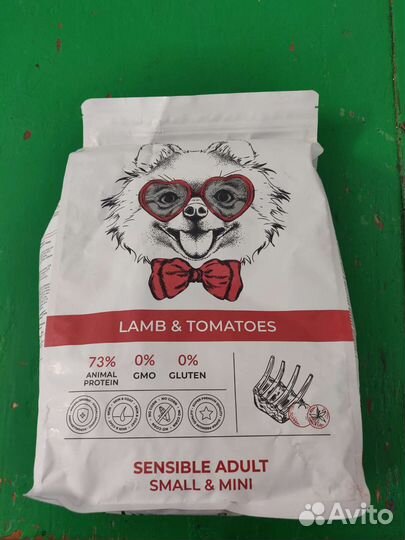 LAMB & TOMATOES
73%
ANIMAL
PROTEIN
0%
GMO
0%
GLUTEN
SENSIBLE ADULT
SMALL & MINI
Avito